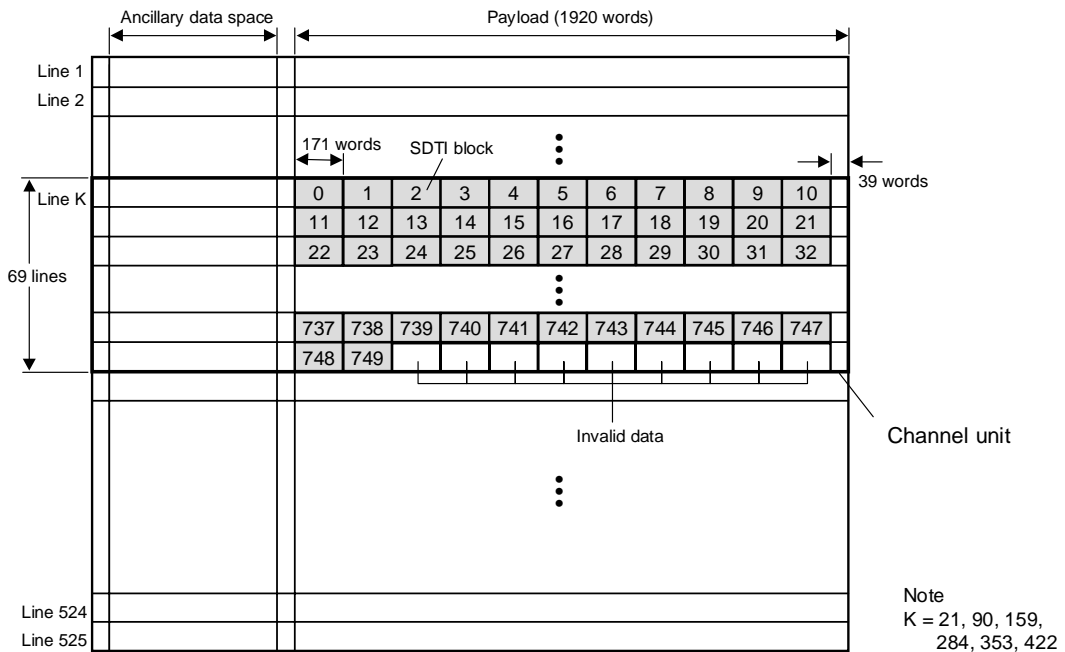 Ancillary data space
Payload (1920 words)
Line 1
Line 2
171 words
SDTI block
39 words
Line K
0 1 2 3 4 5 6 7 8 9 10
11 12 13 14 15 16 17 18 19 20 21
22 23 24 25 26 27 28 29 30 31 32
69 lines
737 738 739 740 741 742 743 744 745 746 747
748 749
Invalid data
Channel unit
Line 524
Line 525
Note
K = 21, 90, 159,
284, 353, 422